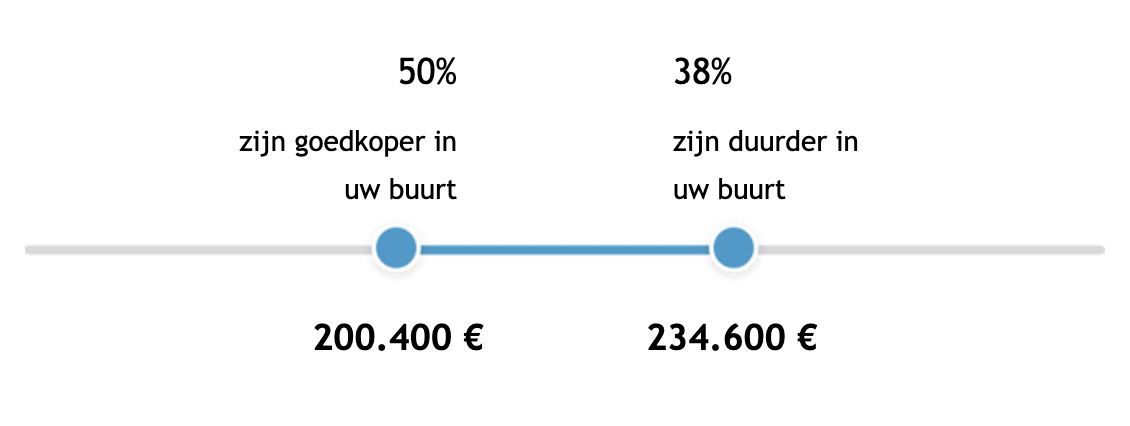 50%
zijn goedkoper in
uw buurt
38%
zijn duurder in
uw buurt
200.400 €
234.600 €